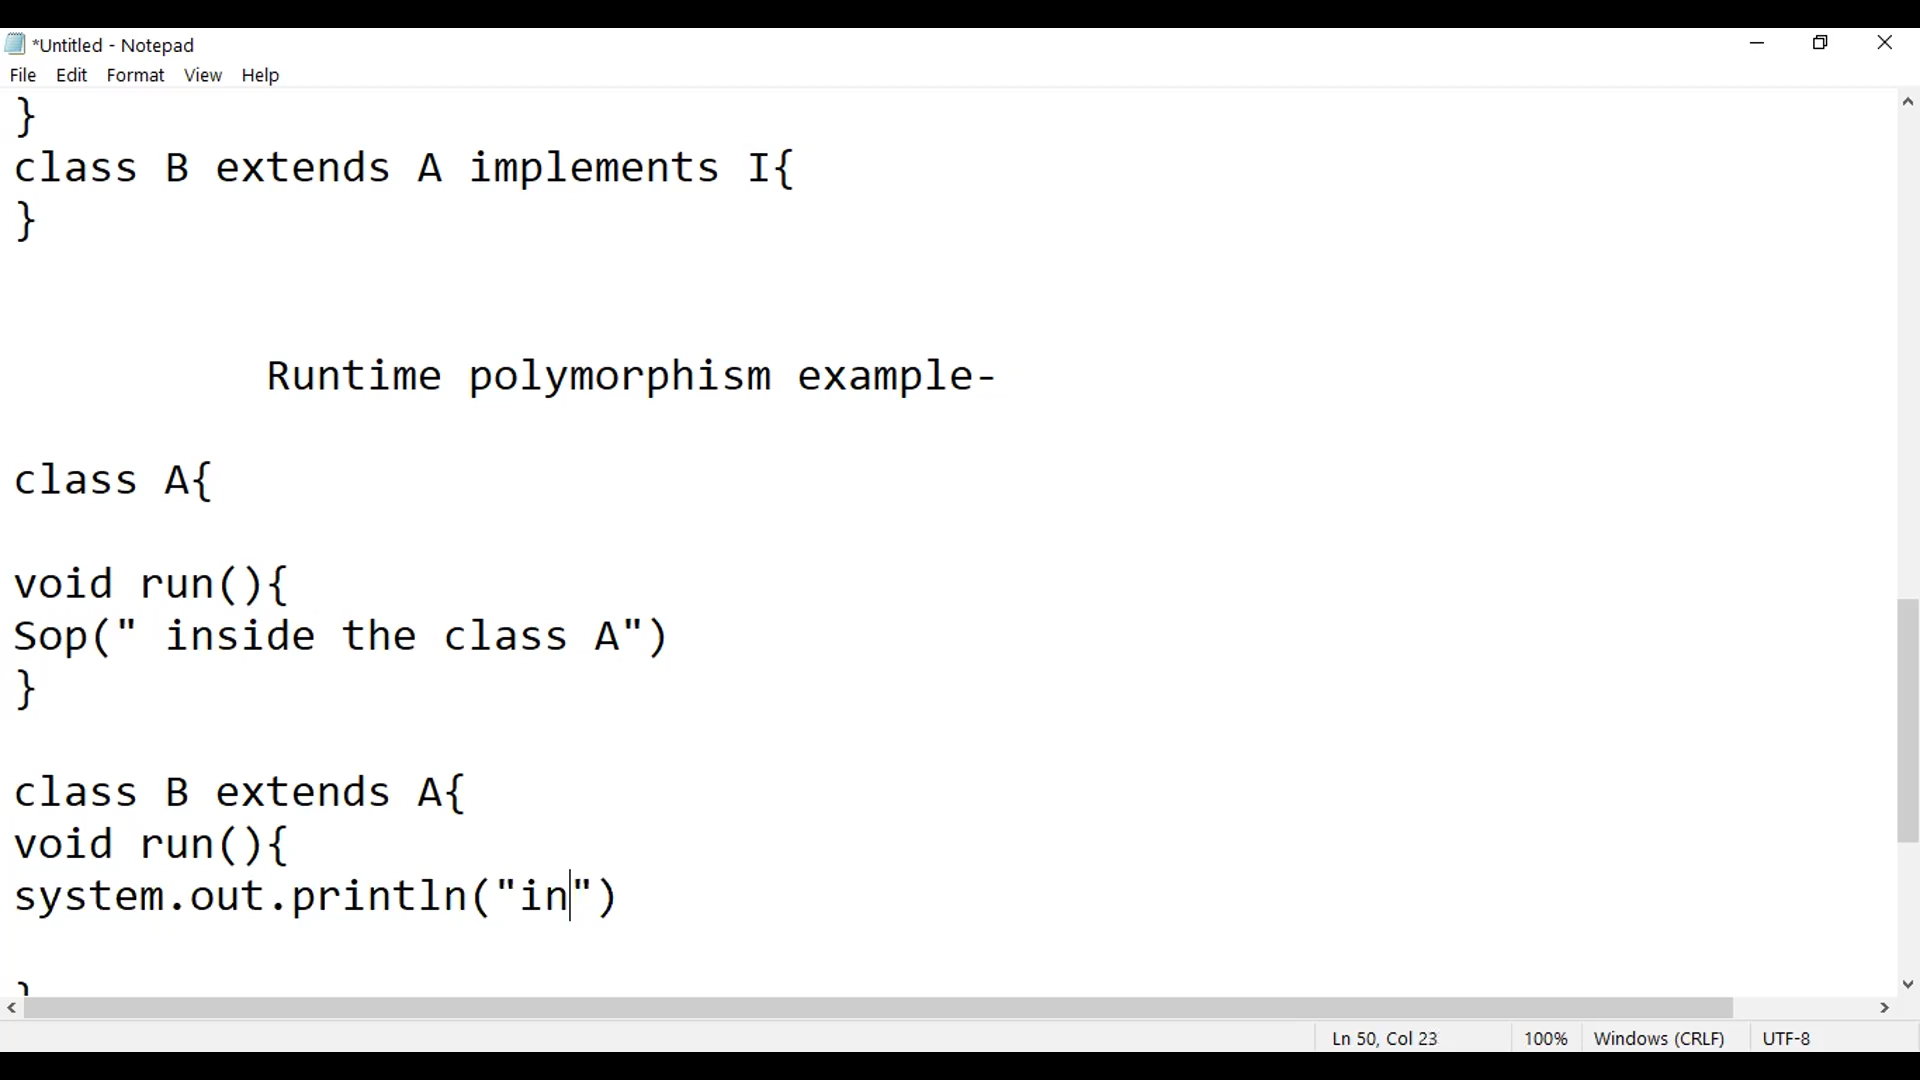 *Untitled - Notepad
File Edit Format View Help
}
class B extends A implements I{
}
Runtime polymorphism example-
class A{
void run(){
Sop(" inside the class A")
}
class B extends A{
void run(){
system.out.println("in")
}
Ln 50, Col 23 100% Windows (CRLF) UTF-8